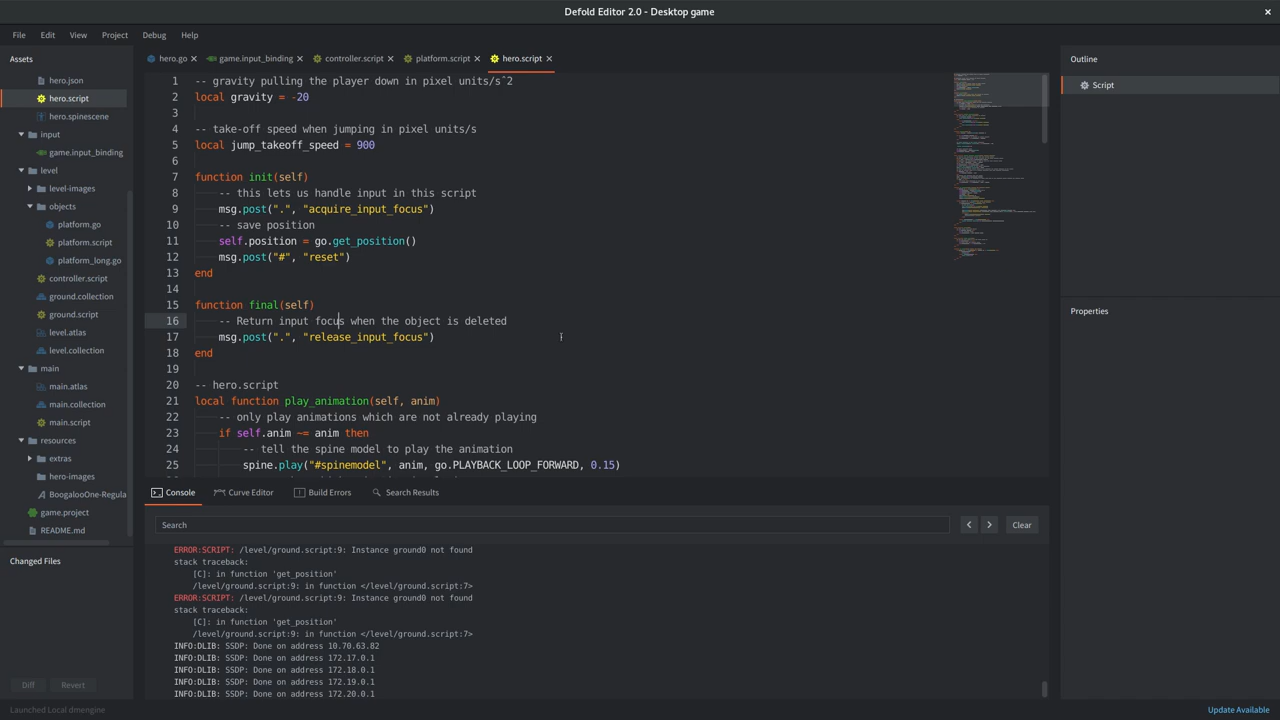 Defold Editor 2.0 - Desktop game
File Edit View Project Debug Help
Assets
hero.json
hero.script
hero.spinescene
input
game.input_binding
level
level-images
objects
platform.go
platform.script
platform_long.go
controller.script
ground.collection
ground.script
level.atlas
level.collection
main
main.atlas
main.collection
main.script
resources
extras
hero-images
BoogalooOne-Regula
game.project
README.md
Changed Files
Diff Revert
Launched Local dmengine
hero.go game.input_binding controller.script platform.script hero.script
1 -- gravity pulling the player down in pixel units/s^2
2 local gravity = -20
3
4 -- take-off speed when jumping in pixel units/s
5 local jump_takeoff_speed = 900
6
7 function init(self)
8 -- this lets us handle input in this script
9 msg.post(".", "acquire_input_focus")
10 -- save position
11 self.position = go.get_position()
12 msg.post("#", "reset")
13 end
14
15 function final(self)
16 -- Return input focus when the object is deleted
17 msg.post(".", "release_input_focus")
18 end
19
20 -- hero.script
21 local function play_animation(self, anim)
22 -- only play animations which are not already playing
23 if self.anim ~= anim then
24 -- tell the spine model to play the animation
25 spine.play("#spinemodel", anim, go.PLAYBACK_LOOP_FORWARD, 0.15)
Console Curve Editor Build Errors Search Results
Search Clear
ERROR:SCRIPT: /level/ground.script:9: Instance ground0 not found
stack traceback:
[C]: in function 'get_position'
/level/ground.script:9: in function </level/ground.script:7>
ERROR:SCRIPT: /level/ground.script:9: Instance ground0 not found
stack traceback:
[C]: in function 'get_position'
/level/ground.script:9: in function </level/ground.script:7>
INFO:DLIB: SSDP: Done on address 10.70.63.82
INFO:DLIB: SSDP: Done on address 172.17.0.1
INFO:DLIB: SSDP: Done on address 172.18.0.1
INFO:DLIB: SSDP: Done on address 172.19.0.1
INFO:DLIB: SSDP: Done on address 172.20.0.1
Outline
Script
Properties
Update Available